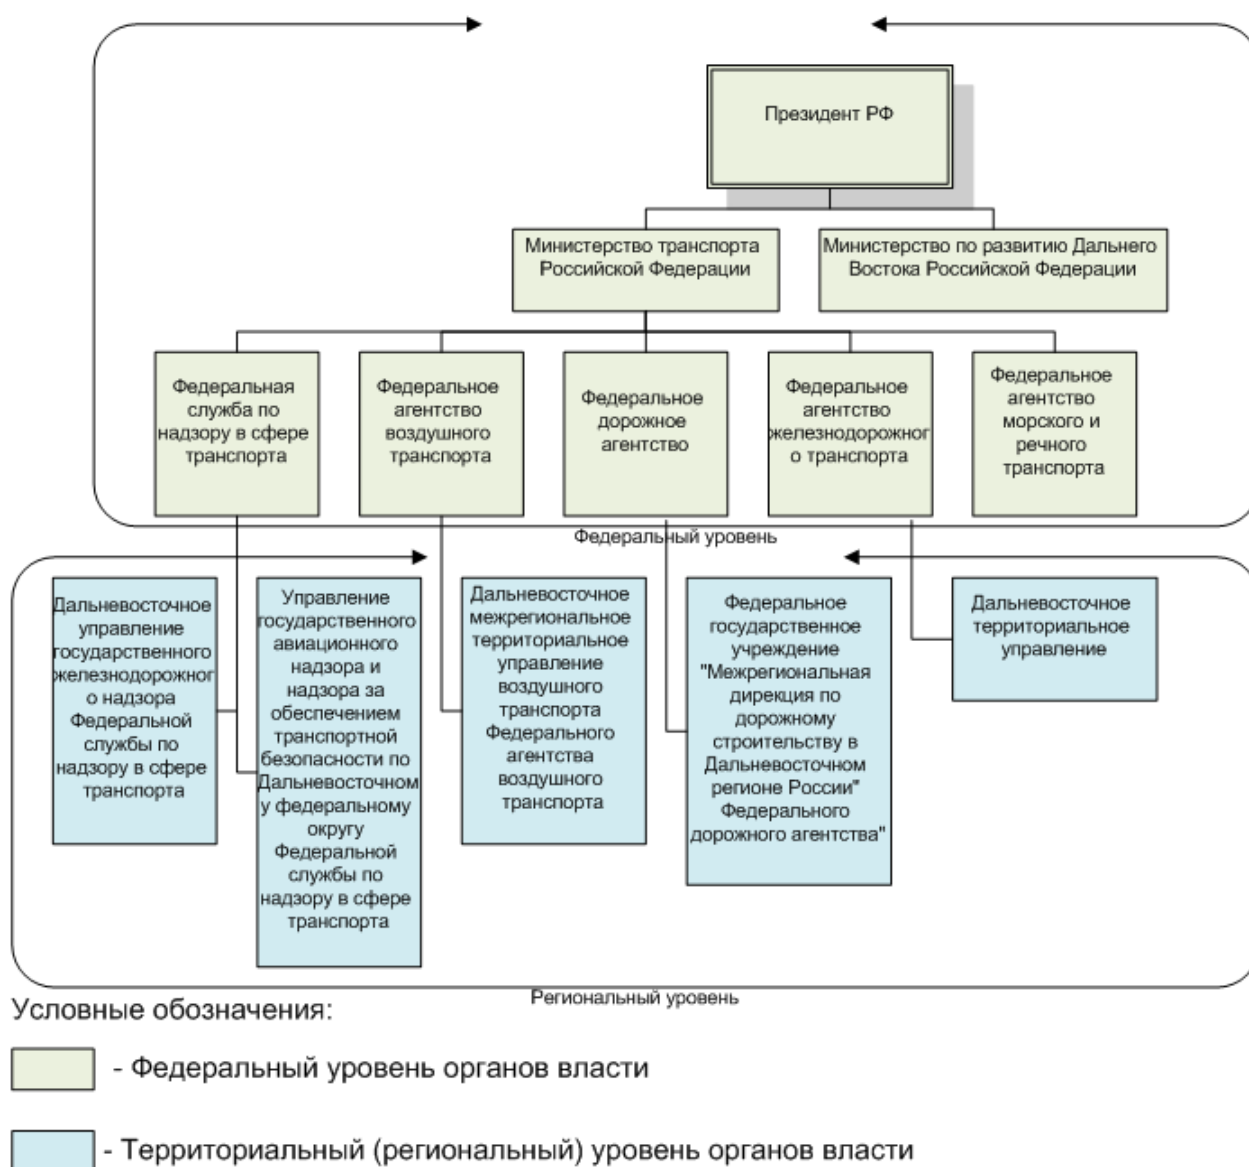 Президент РФ
Министерство транспорта
Российской Федерации
Министерство по развитию Дальнего
Востока Российской Федерации
Федеральная
служба по
надзору в сфере
транспорта
Федеральное
агентство
воздушного
транспорта
Федеральное
дорожное
агентство
Федеральное
агентство
железнодорожног
о транспорта
Федеральное
агентство
морского и
речного
транспорта
Федеральный уровень
Дальневосточное
управление
государственного
железнодорожног
о надзора
Федеральной
службы по
надзору в сфере
транспорта
Управление
государственного
авиационного
надзора и
надзора за
обеспечением
транспортной
безопасности по
Дальневосточном
у федеральному
округу
Федеральной
службы по
надзору в сфере
транспорта
Дальневосточное
межрегиональное
территориальное
управление
воздушного
транспорта
Федерального
агентства
воздушного
транспорта
Федеральное
государственное
учреждение
"Межрегиональная
дирекция по
дорожному
строительству в
Дальневосточном
регионе России"
Федерального
дорожного агентства"
Дальневосточное
территориальное
управление
Региональный уровень
Условные обозначения:
- Федеральный уровень органов власти
- Территориальный (региональный) уровень органов власти